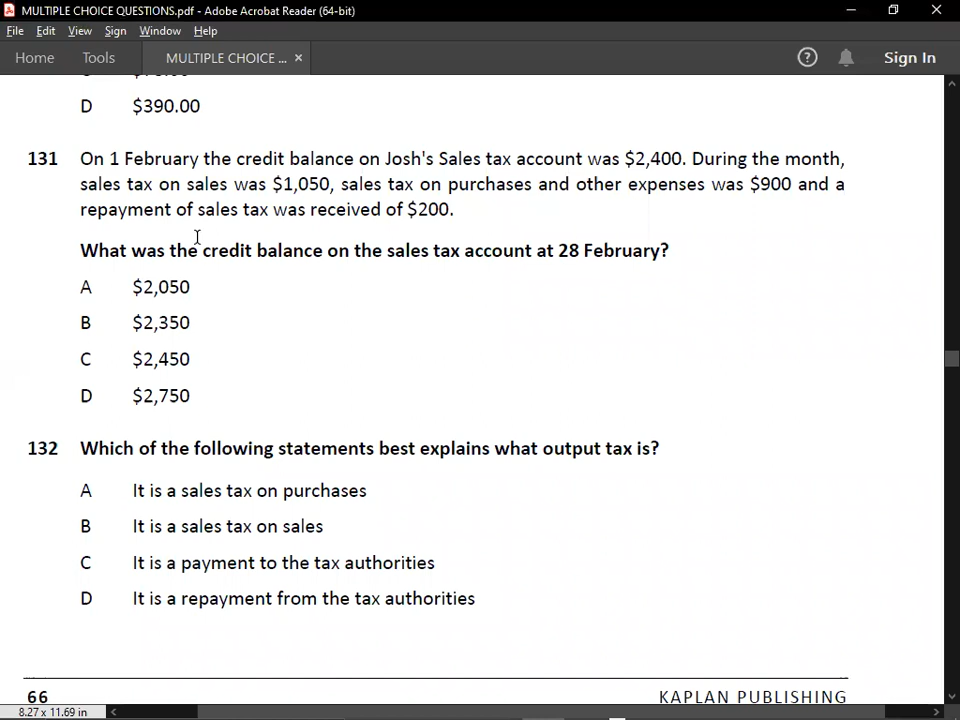 MULTIPLE CHOICE QUESTIONS.pdf - Adobe Acrobat Reader (64-bit)
File Edit View Sign Window Help
Home Tools MULTIPLE CHOICE ... × ? Sign In
D $390.00
131 On 1 February the credit balance on Josh's Sales tax account was $2,400. During the month,
sales tax on sales was $1,050, sales tax on purchases and other expenses was $900 and a
repayment of sales tax was received of $200.
What was the credit balance on the sales tax account at 28 February?
A $2,050
B $2,350
C $2,450
D $2,750
132 Which of the following statements best explains what output tax is?
A It is a sales tax on purchases
B It is a sales tax on sales
C It is a payment to the tax authorities
D It is a repayment from the tax authorities
66 KAPLAN PUBLISHING
8.27 x 11.69 in